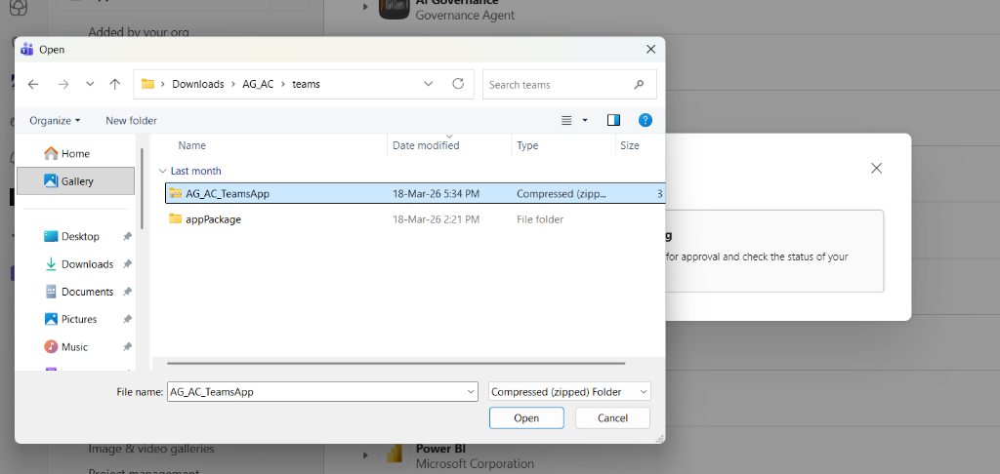 AI Governance
Governance Agent
Added by your org
Open
Downloads > AG_AC > teams
Search teams
Organize
New folder
Name
Date modified
Type
Size
Home
Gallery
Desktop
Downloads
Documents
Pictures
Music
Last month
AG_AC_TeamsApp 18-Mar-26 5:34 PM Compressed (zipp... 3
appPackage 18-Mar-26 2:21 PM File folder
g
for approval and check the status of your
File name: AG_AC_TeamsApp
Compressed (zipped) Folder
Open
Cancel
Image & video galleries
Project management
Power BI
Microsoft Corporation